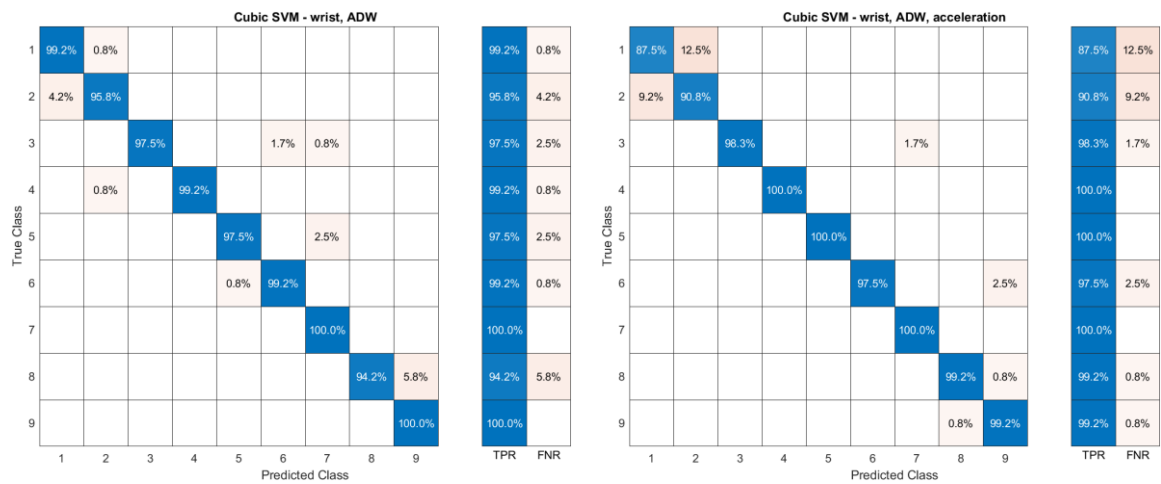 Cubic SVM - wrist, ADW
1 99.2% 0.8% 99.2% 0.8%
2 4.2% 95.8% 95.8% 4.2%
3 97.5% 1.7% 0.8% 97.5% 2.5%
4 0.8% 99.2% 99.2% 0.8%
5 97.5% 2.5% 97.5% 2.5%
6 0.8% 99.2% 99.2% 0.8%
7 100.0% 100.0%
8 94.2% 5.8% 94.2% 5.8%
9 100.0% 100.0%
True Class
1 2 3 4 5 6 7 8 9 TPR FNR
Predicted Class
Cubic SVM - wrist, ADW, acceleration
1 87.5% 12.5% 87.5% 12.5%
2 9.2% 90.8% 90.8% 9.2%
3 98.3% 1.7% 98.3% 1.7%
4 100.0% 100.0%
5 100.0% 100.0%
6 97.5% 2.5% 97.5% 2.5%
7 100.0% 100.0%
8 99.2% 0.8% 99.2% 0.8%
9 0.8% 99.2% 99.2% 0.8%
True Class
1 2 3 4 5 6 7 8 9 TPR FNR
Predicted Class